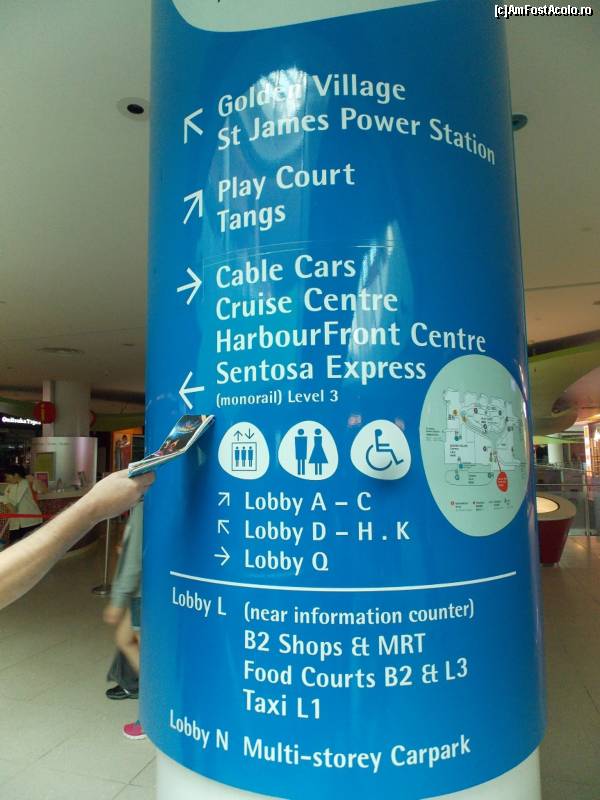 [c]AmFostAcolo.ro
Golden Village
St James Power Station
Play Court
Tangs
Cable Cars
Cruise Centre
HarbourFront Centre
Sentosa Express
(monorail) Level 3
Lobby A – C
Lobby D – H . K
Lobby Q
Lobby L (near information counter)
B2 Shops & MRT
Food Courts B2 & L3
Taxi L1
Lobby N Multi-storey Carpark